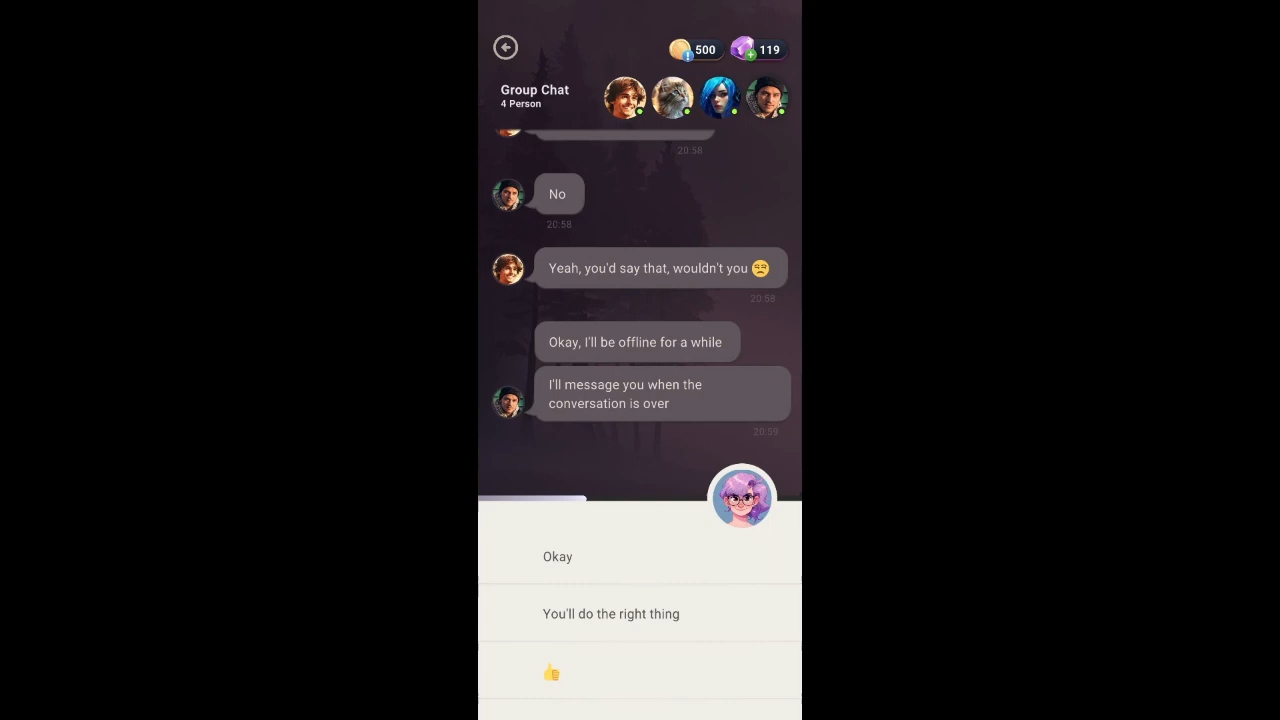 500
119
Group Chat
4 Person
20:58
No
20:58
Yeah, you'd say that, wouldn't you 😒
20:58
Okay, I'll be offline for a while
I'll message you when the
conversation is over
20:59
Okay
You'll do the right thing
👍